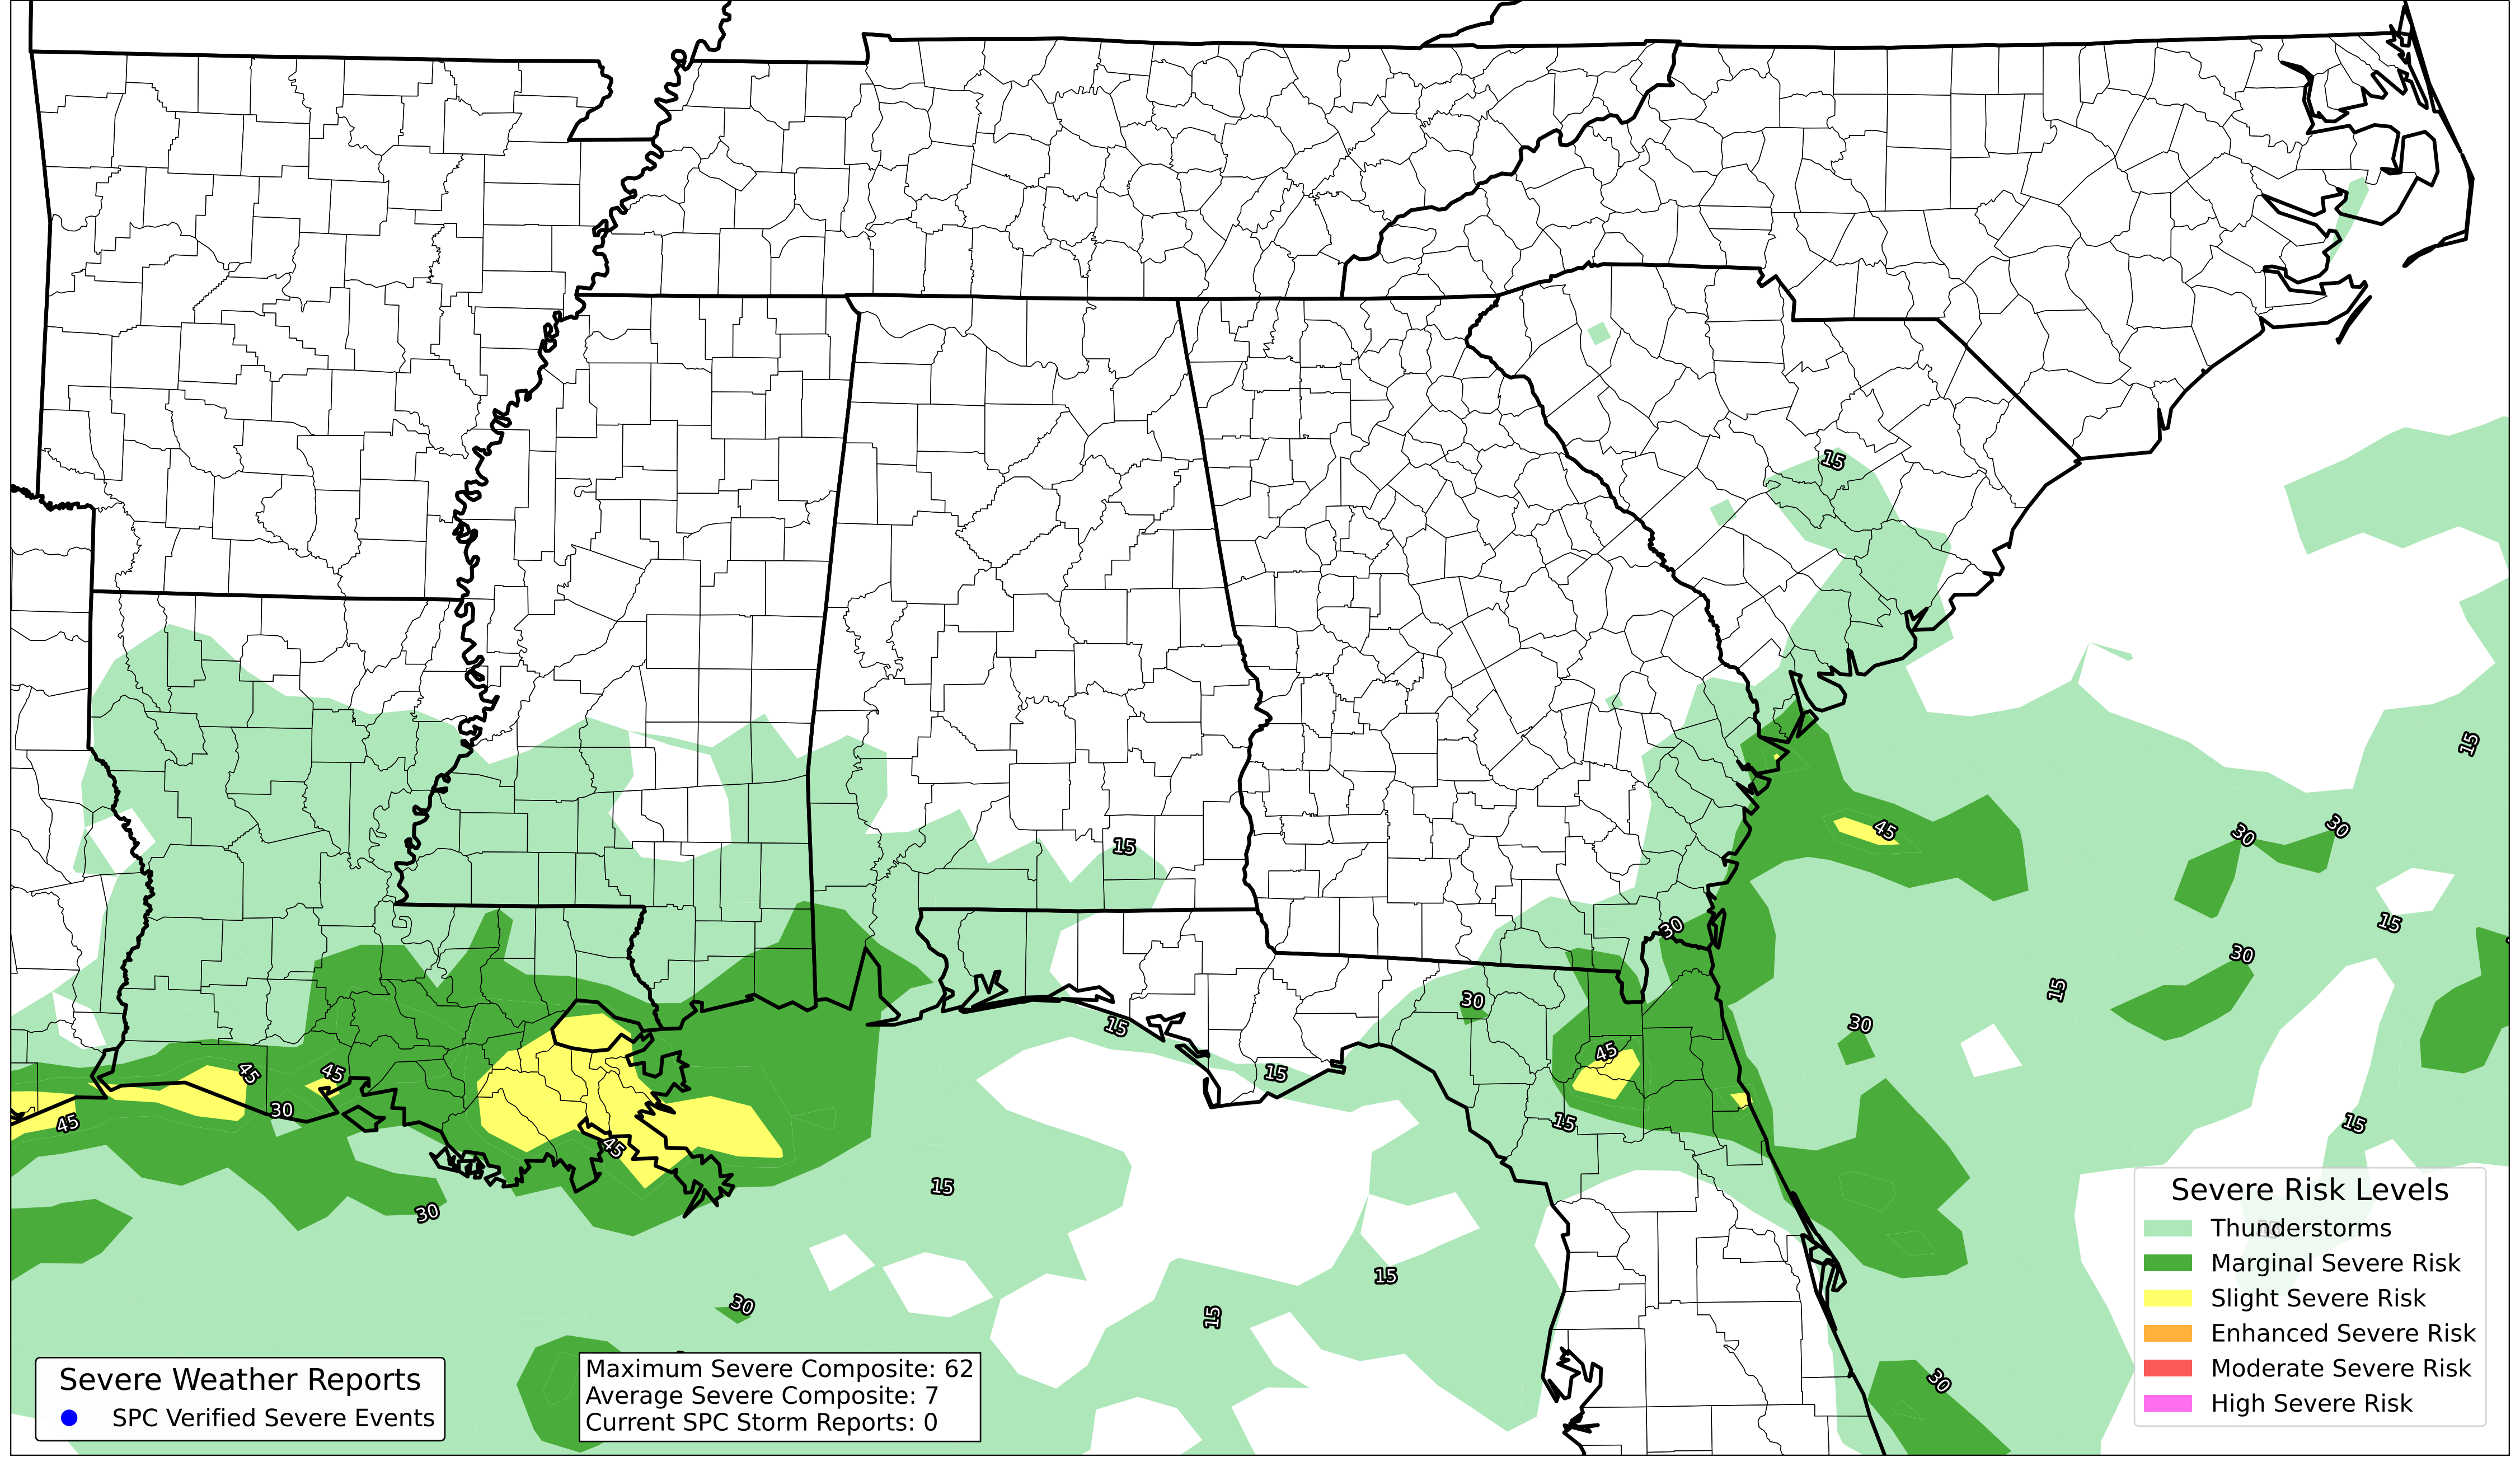 15
15
15
30
30
45
30
15
30
15
30
30
15
15
45
45
30
45
15
15
45
15
15
45
30
15
15
30
15
30
Severe Risk Levels
Thunderstorms
Marginal Severe Risk
Slight Severe Risk
Enhanced Severe Risk
Moderate Severe Risk
High Severe Risk
Severe Weather Reports
SPC Verified Severe Events
Maximum Severe Composite: 62
Average Severe Composite: 7
Current SPC Storm Reports: 0